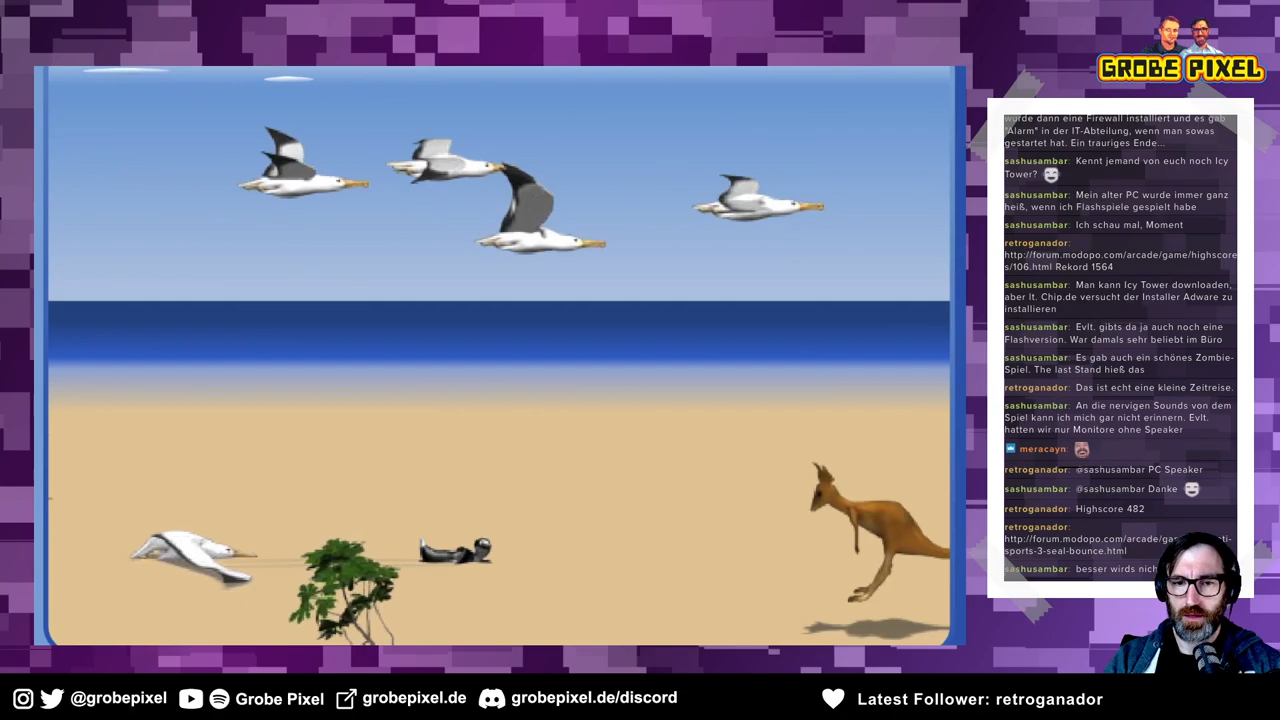 GROBE PIXEL
wurde dann eine Firewall installiert und es gab
"Alarm" in der IT-Abteilung, wenn man sowas
gestartet hat. Ein trauriges Ende...
sashusambar: Kennt jemand von euch noch Icy
Tower?
sashusambar: Mein alter PC wurde immer ganz
heiß, wenn ich Flashspiele gespielt habe
sashusambar: Ich schau mal, Moment
retroganador:
http://forum.modopo.com/arcade/game/highscore
s/106.html Rekord 1564
sashusambar: Man kann Icy Tower downloaden,
aber lt. Chip.de versucht der Installer Adware zu
installieren
sashusambar: Evlt. gibts da ja auch noch eine
Flashversion. War damals sehr beliebt im Büro
sashusambar: Es gab auch ein schönes Zombie-
Spiel. The last Stand hieß das
retroganador: Das ist echt eine kleine Zeitreise.
sashusambar: An die nervigen Sounds von dem
Spiel kann ich mich gar nicht erinnern. Evlt.
hatten wir nur Monitore ohne Speaker
meracayn:
retroganador: @sashusambar PC Speaker
sashusambar: @sashusambar Danke
retroganador: Highscore 482
retroganador:
http://forum.modopo.com/arcade/ga
sports-3-seal-bounce.html
sashusambar: besser wirds
@grobepixel Grobe Pixel grobepixel.de grobepixel.de/discord Latest Follower: retroganador